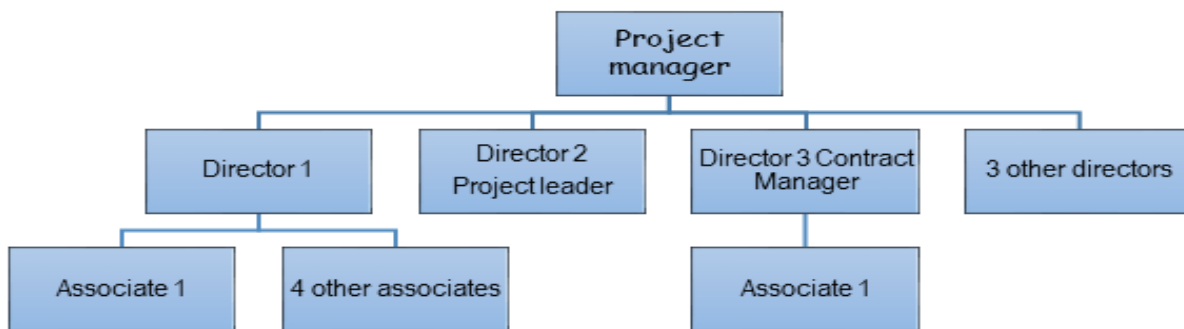 Project
manager
Director 1
Director 2
Project leader
Director 3 Contract
Manager
3 other directors
Associate 1
4 other associates
Associate 1